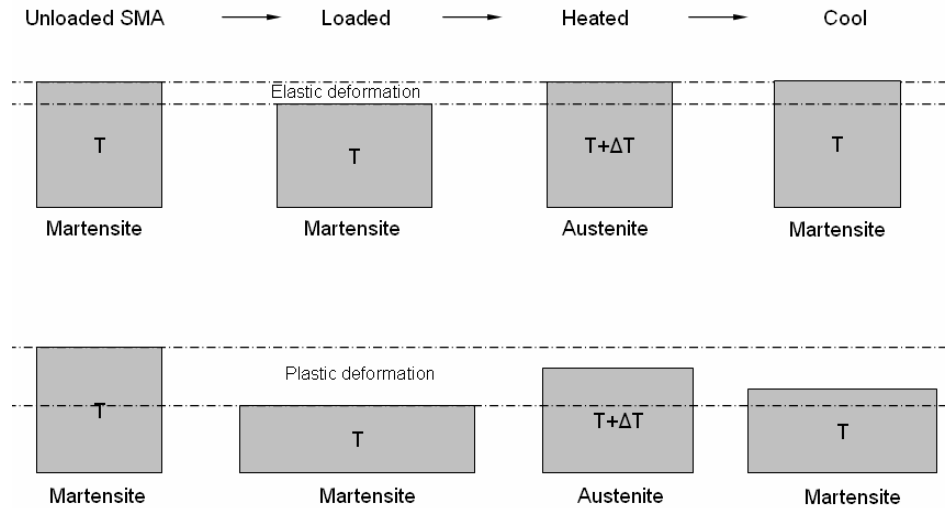 Unloaded SMA
Loaded
Heated
Cool
Elastic deformation
T
T
T+ΔT
T
Martensite
Martensite
Austenite
Martensite
Plastic deformation
T
T
T+ΔT
T
Martensite
Martensite
Austenite
Martensite